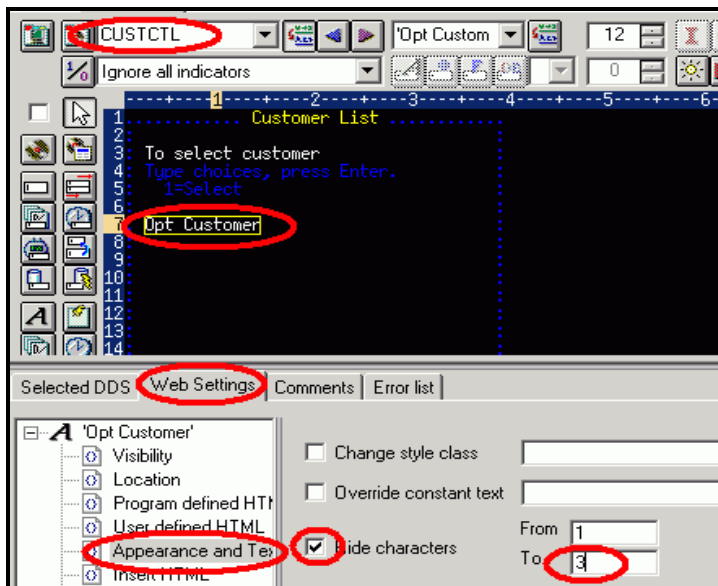 CUSTCTL 'Opt Custom 12
Ignore all indicators 0
----+----1----+----2----+----3----+----4----+----5----+----6-
1 ............ Customer List ............
2
3 To select customer
4 Type choices, press Enter.
5 1=Select
6
7 Opt Customer
8
9
10
11
12
13
14
Selected DDS Web Settings Comments Error list
'Opt Customer'
Visibility
Location
Program defined HT
User defined HTML
Appearance and Te
Insert HTML
Change style class
Override constant text
Hide characters
From 1
To 3